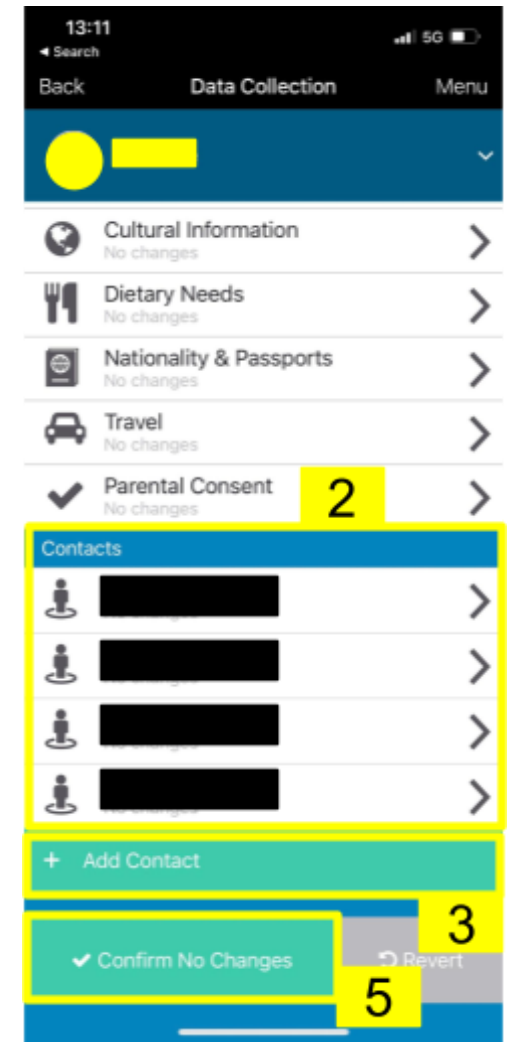 13:11
◄ Search
5G
Back Data Collection Menu
Cultural Information
No changes
Dietary Needs
No changes
Nationality & Passports
No changes
Travel
No changes
Parental Consent
No changes
2
Contacts
+ Add Contact
3
✓ Confirm No Changes
Revert
5